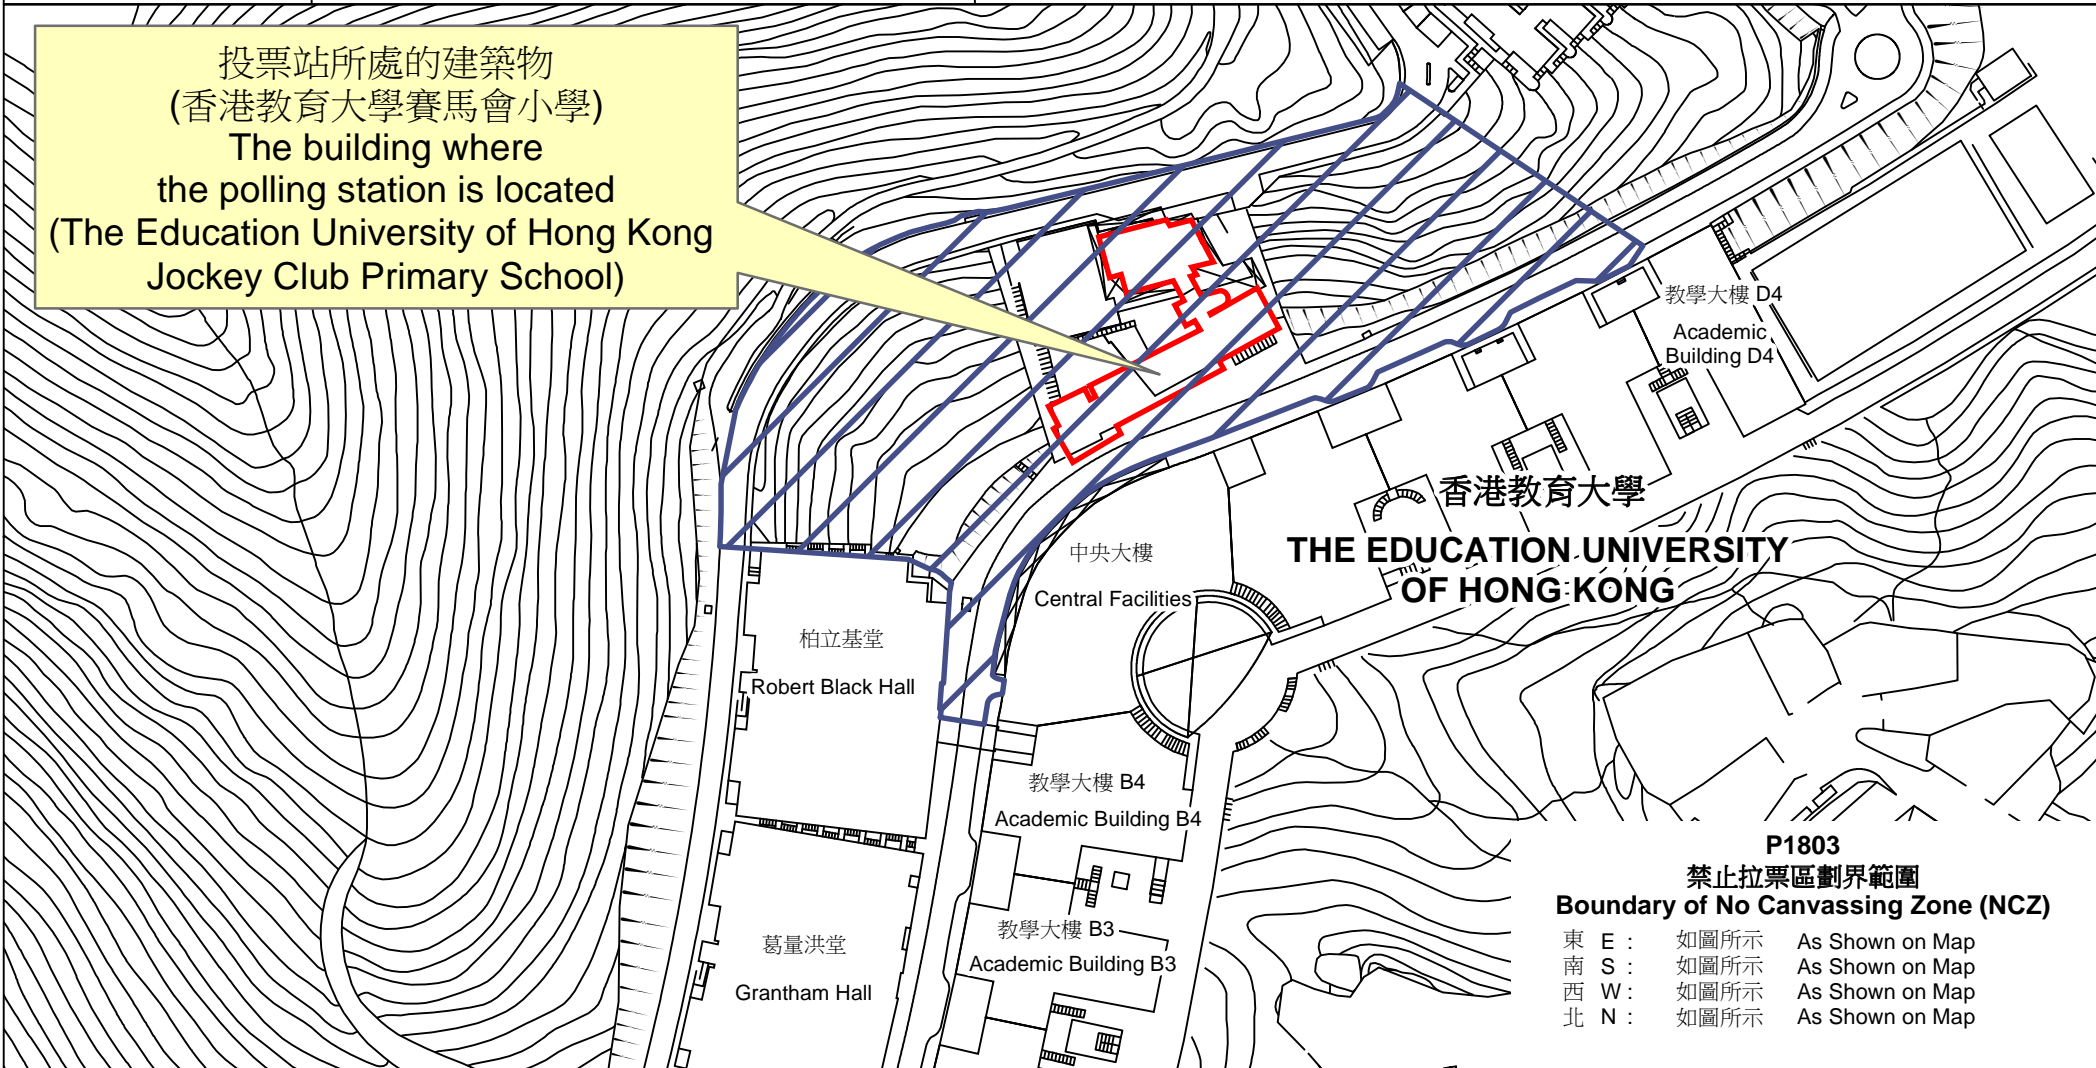 投票站所處的建築物
(香港教育大學賽馬會小學)
The building where
the polling station is located
(The Education University of Hong Kong
Jockey Club Primary School)
教學大樓 D4
Academic
Building D4
香港教育大學
THE EDUCATION UNIVERSITY
OF HONG KONG
中央大樓
Central Facilities
柏立基堂
Robert Black Hall
教學大樓 B4
Academic Building B4
教學大樓 B3
Academic Building B3
葛量洪堂
Grantham Hall
P1803
禁止拉票區劃界範圍
Boundary of No Canvassing Zone (NCZ)
東 E : 如圖所示 As Shown on Map
南 S : 如圖所示 As Shown on Map
西 W : 如圖所示 As Shown on Map
北 N : 如圖所示 As Shown on Map